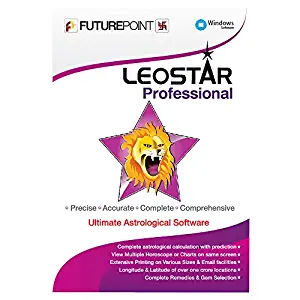 FUTUREPOINT
Windows
Software
LEOSTAR
Professional
Precise • Accurate • Complete • Comprehensive
Ultimate Astrological Software
Complete astrological calculation with prediction •
View Multiple Horoscope or Charts on same screen •
Extensive Printing on Various Sizes & Email facilities •
Longitude & Latitude of over one crore locations •
Complete Remedies & Gem Selection •